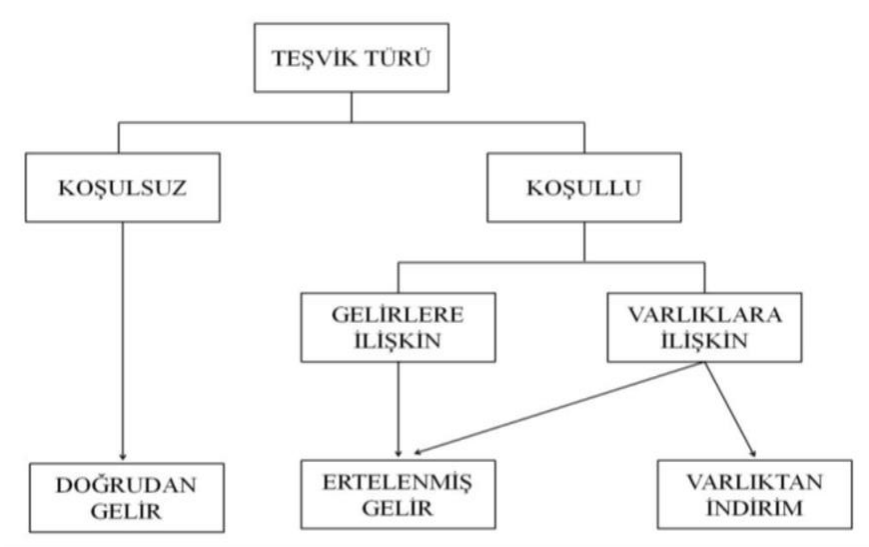 TEŞVİK TÜRÜ
KOŞULSUZ
KOŞULLU
GELİRLERE
İLİŞKİN
VARLIKLARA
İLİŞKİN
DOĞRUDAN
GELİR
ERTELENMİŞ
GELİR
VARLIKTAN
İNDİRİM